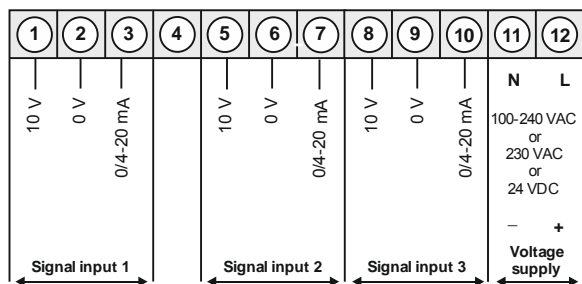 1 2 3 4 5 6 7 8 9 10 11 12
10 V
0 V
0/4-20 mA
10 V
0 V
0/4-20 mA
10 V
0 V
0/4-20 mA
N L
100-240 VAC
or
230 VAC
or
24 VDC
– +
Signal input 1
Signal input 2
Signal input 3
Voltage
supply